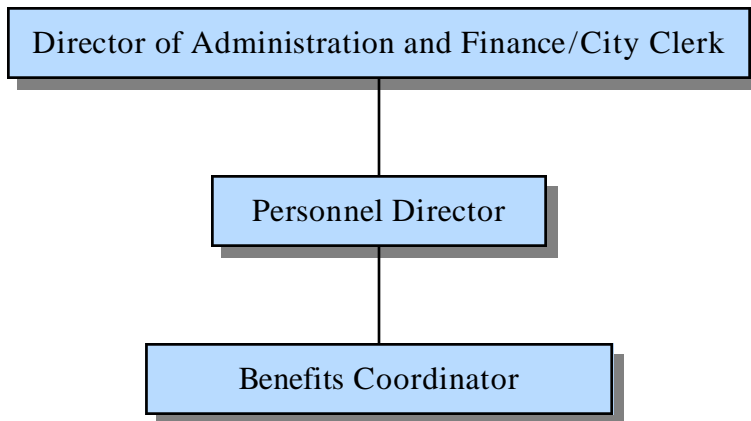 Director of Administration and Finance/City Clerk
Personnel Director
Benefits Coordinator